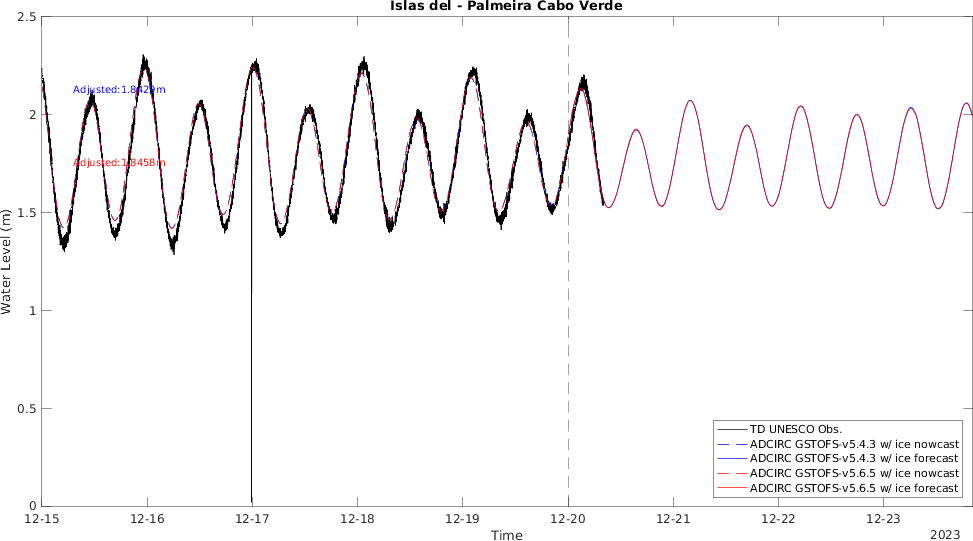 Islas del - Palmeira Cabo Verde
2.5
2
1.5
1
0.5
0
Water Level (m)
Adjusted:1.8429m
Adjusted:1.8458m
TD UNESCO Obs.
ADCIRC GSTOFS-v5.4.3 w/ ice nowcast
ADCIRC GSTOFS-v5.4.3 w/ ice forecast
ADCIRC GSTOFS-v5.6.5 w/ ice nowcast
ADCIRC GSTOFS-v5.6.5 w/ ice forecast
12-15 12-16 12-17 12-18 12-19 12-20 12-21 12-22 12-23
Time
2023